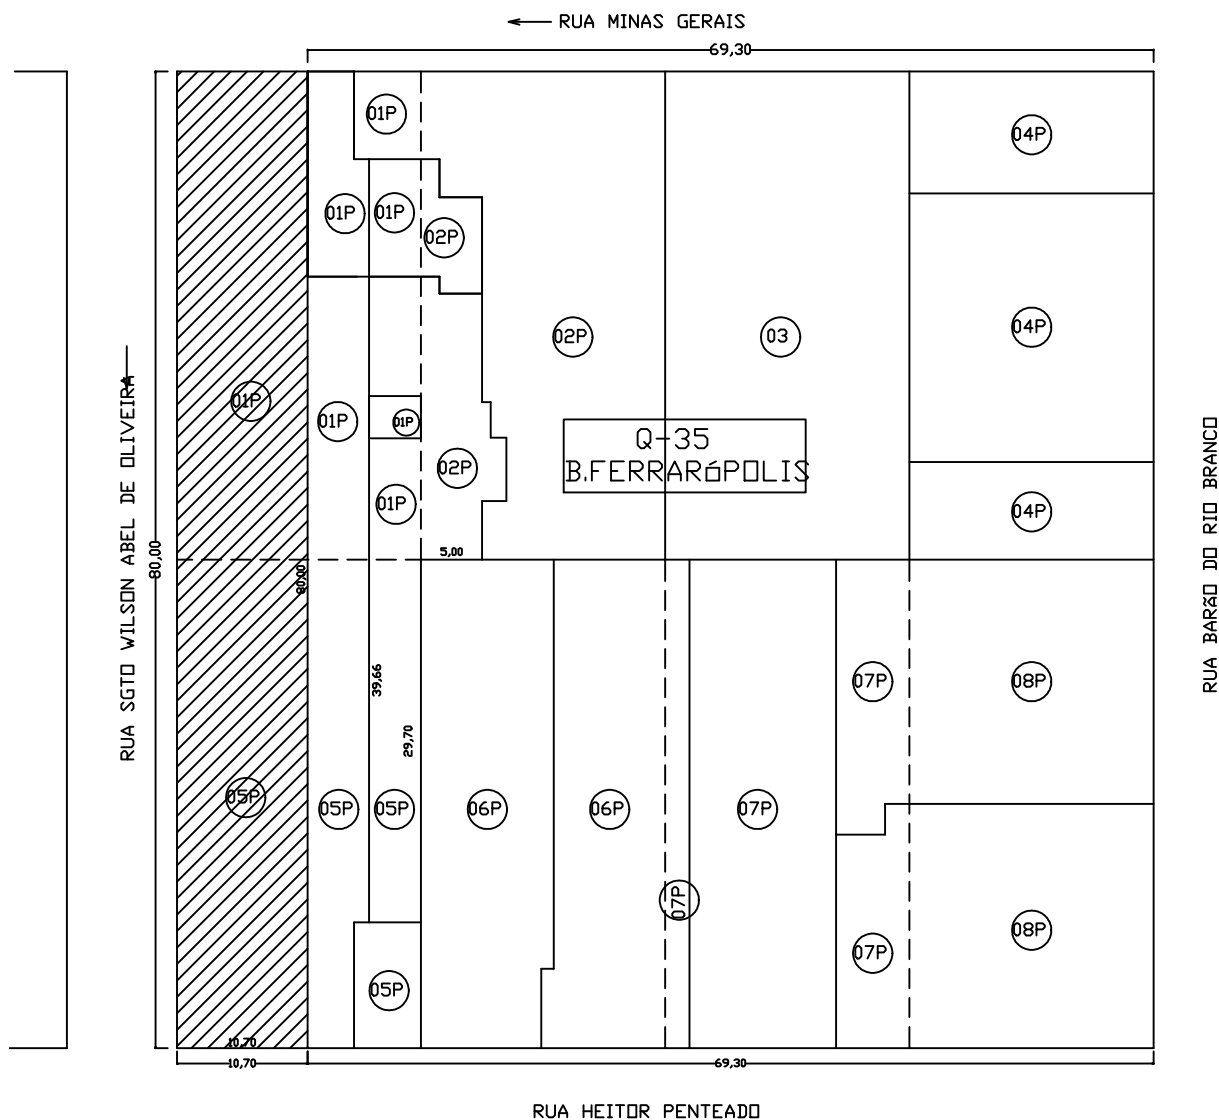 RUA MINAS GERAIS
69,30
01P
04P
01P
01P
02P
04P
02P
03
01P
01P
01P
Q-35
B.FERRARóPOLIS
02P
01P
04P
RUA SGTO WILSON ABEL DE OLIVEIRA
80,00
80,00
5,00
RUA BARÃO DO RIO BRANCO
39,66
29,70
07P
08P
05P
05P
05P
06P
06P
07P
07P
08P
07P
05P
10,70
10,70
69,30
RUA HEITOR PENTEADO